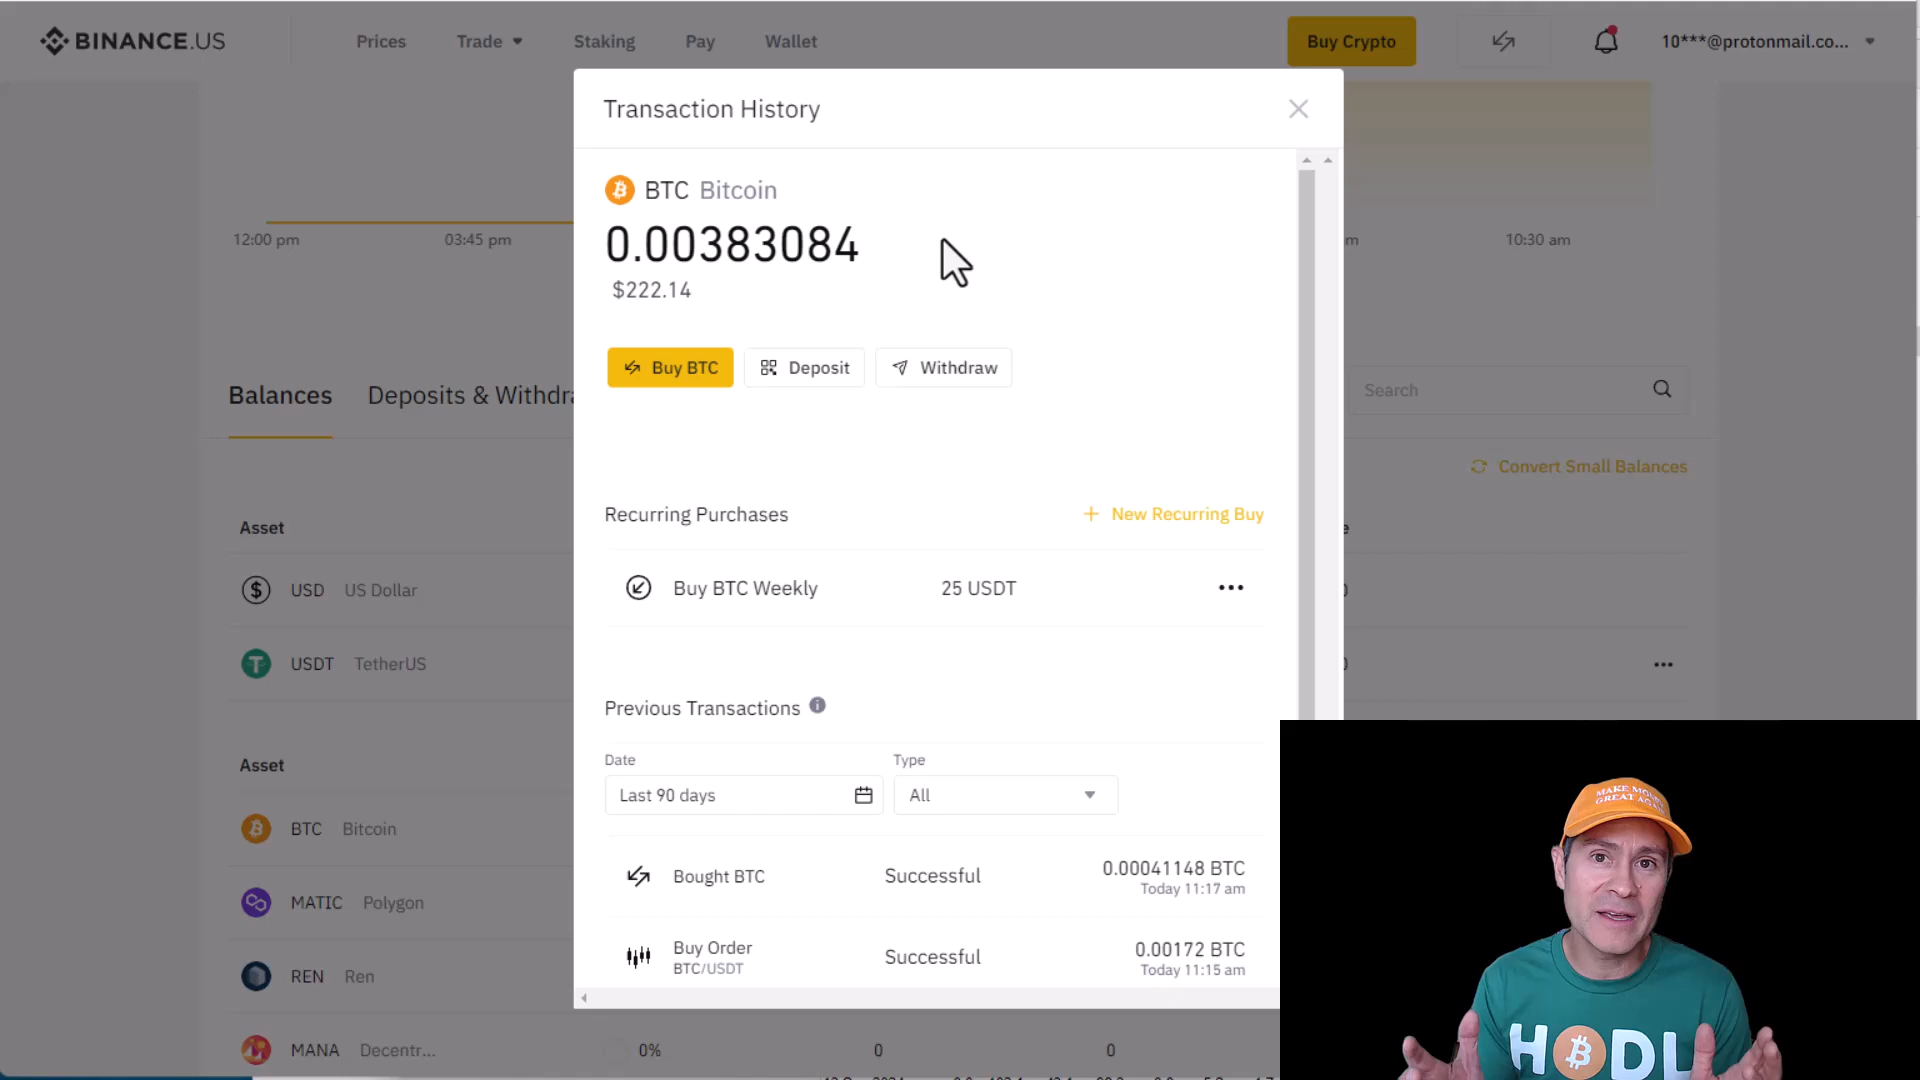 BINANCE.US
Prices
Trade
Staking
Pay
Wallet
Buy Crypto
10***@protonmail.co...
Transaction History
BTC Bitcoin
0.00383084
$222.14
12:00 pm
03:45 pm
m
10:30 am
Buy BTC
Deposit
Withdraw
Balances
Deposits & Withdra
Search
Convert Small Balances
Recurring Purchases
+ New Recurring Buy
Asset
e
Buy BTC Weekly
25 USDT
USD US Dollar
USDT TetherUS
Previous Transactions
Date
Type
Last 90 days
All
Asset
BTC Bitcoin
MATIC Polygon
REN Ren
MANA Decentr...
0%
0
0
Bought BTC
Successful
0.00041148 BTC
Today 11:17 am
Buy Order
BTC/USDT
Successful
0.00172 BTC
Today 11:15 am
MAKE MONEY
GREAT AGAIN
HODL